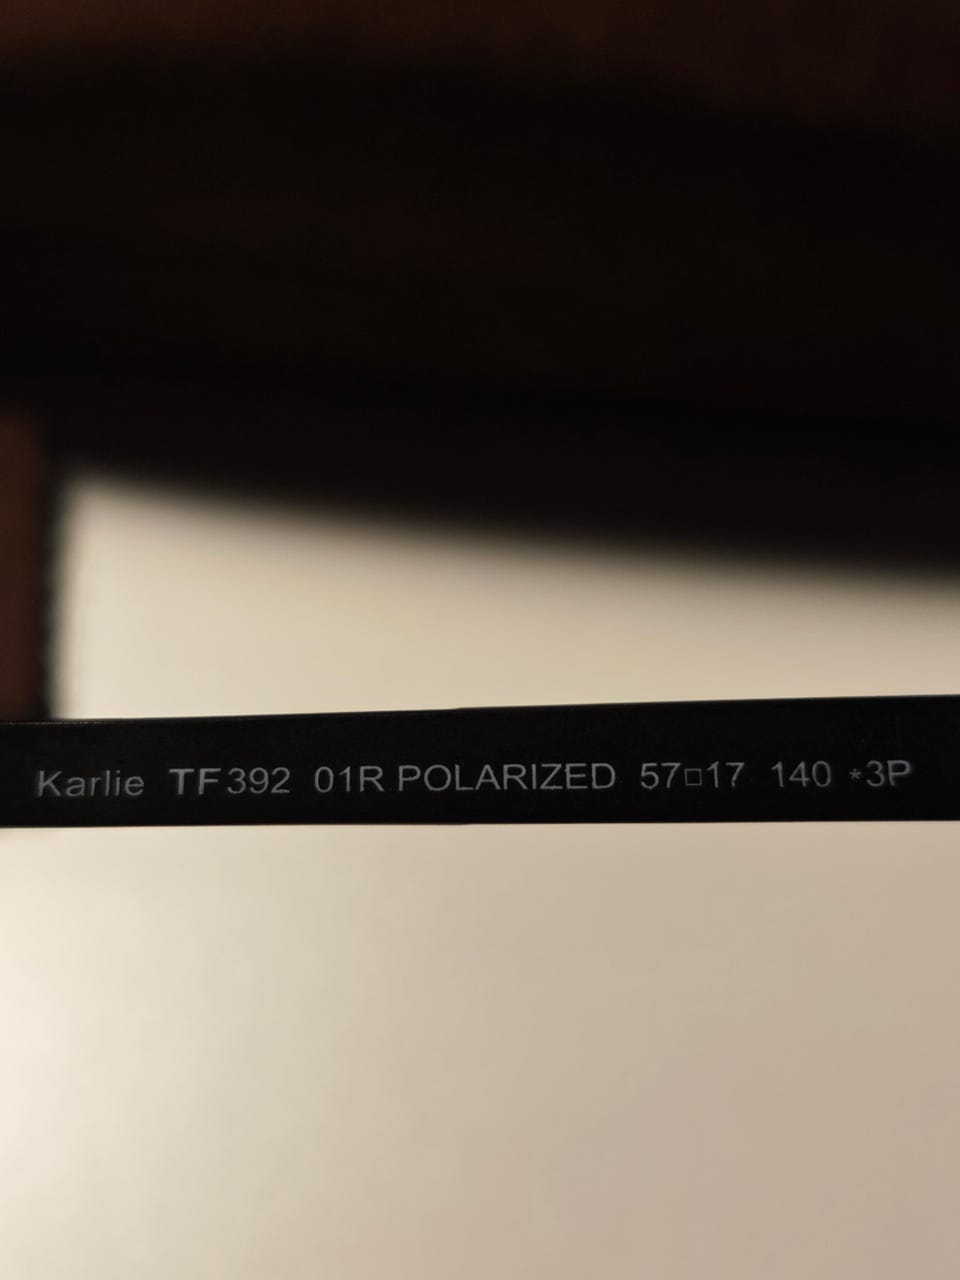 Karlie TF392 01R POLARIZED 57□17 140 *3P